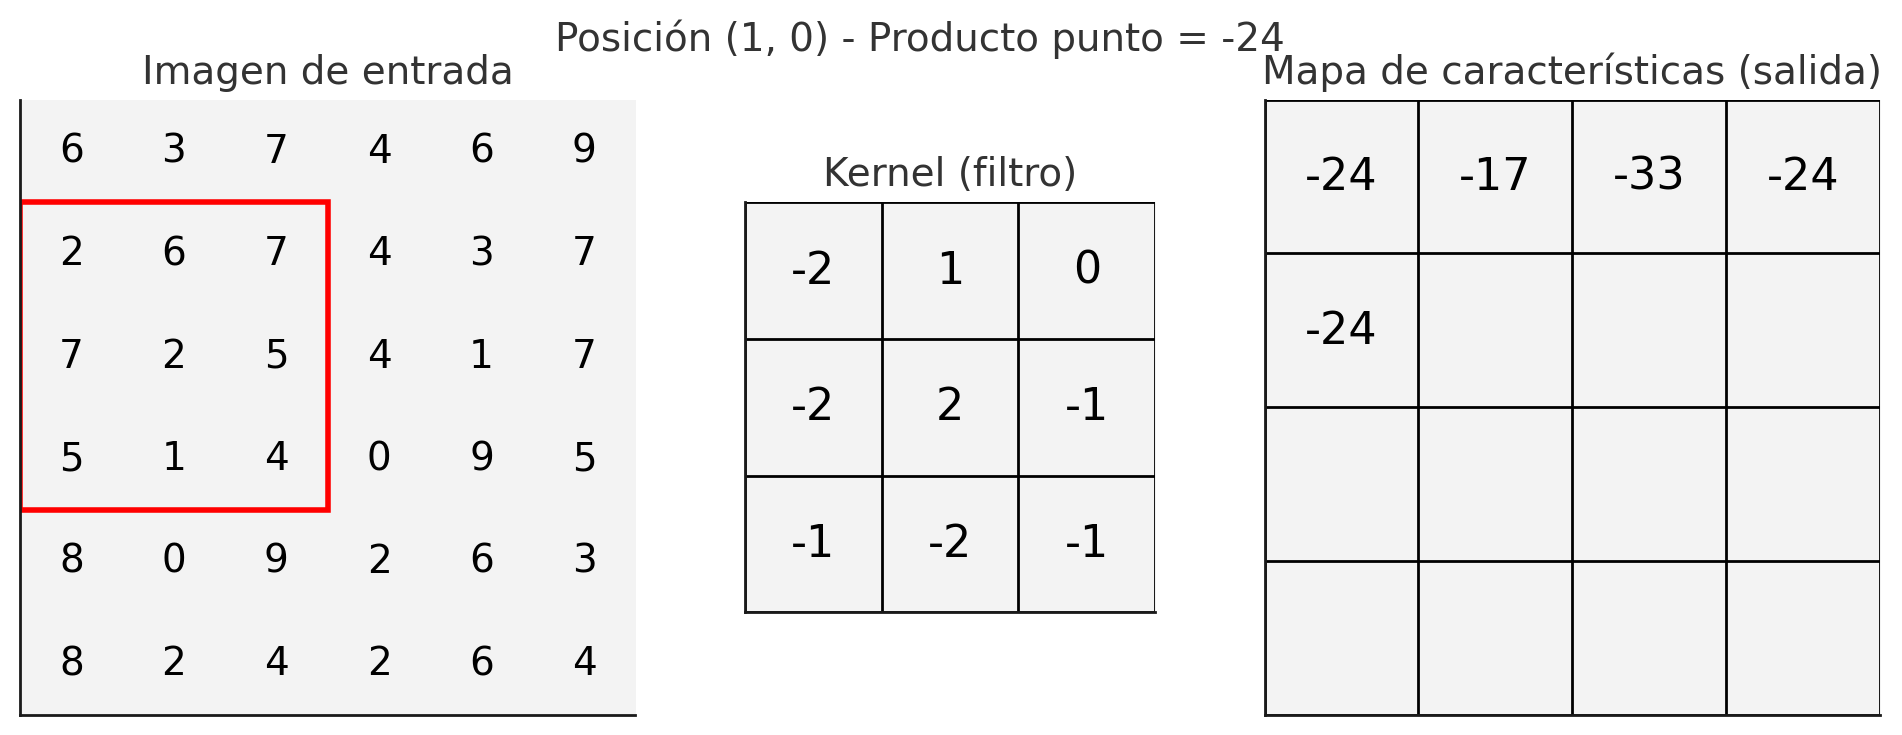 Posición (1, 0) - Producto punto = -24
Imagen de entrada
6 3 7 4 6 9
2 6 7 4 3 7
7 2 5 4 1 7
5 1 4 0 9 5
8 0 9 2 6 3
8 2 4 2 6 4
Kernel (filtro)
-2 1 0
-2 2 -1
-1 -2 -1
Mapa de características (salida)
-24 -17 -33 -24
-24